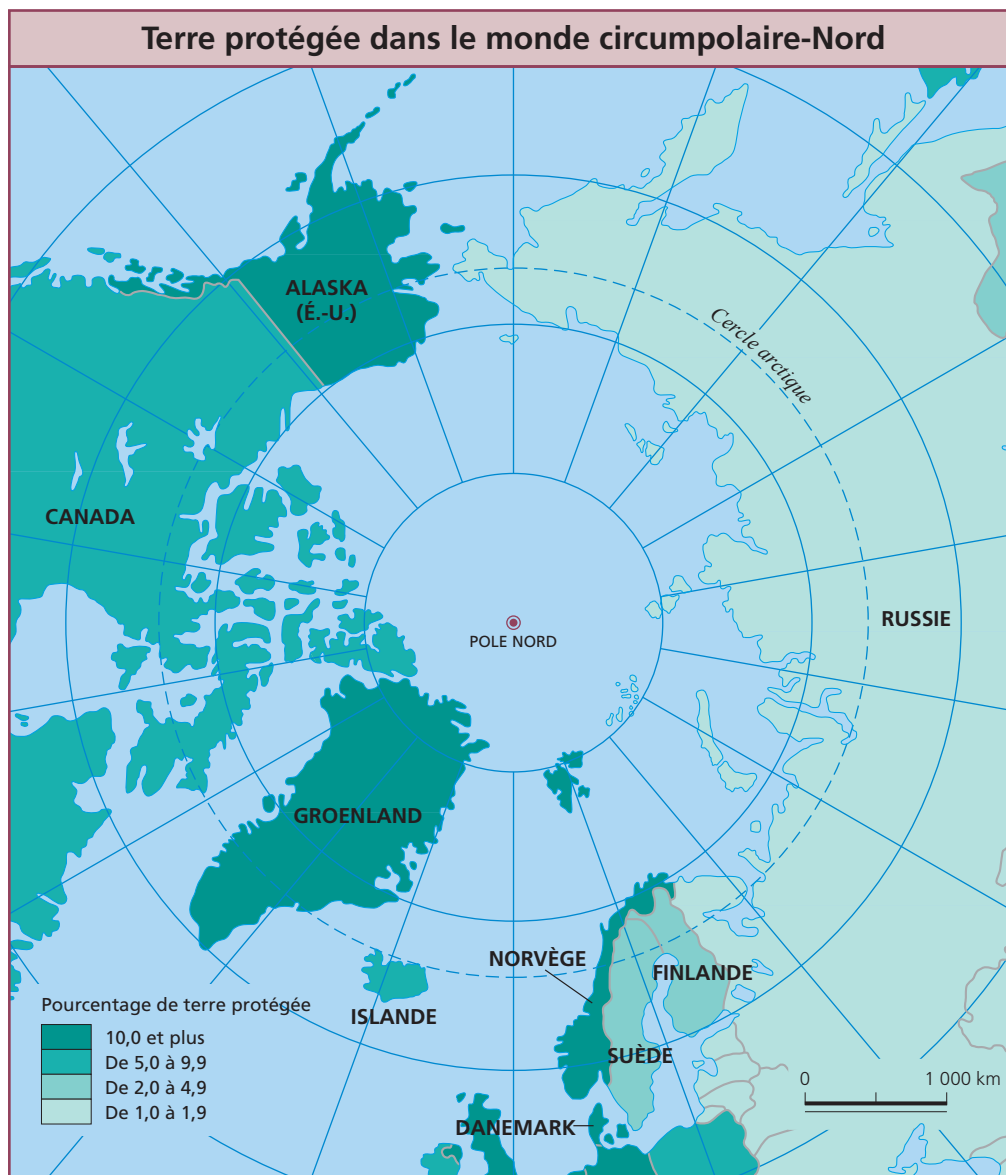 Terre protégée dans le monde circumpolaire-Nord
ALASKA
(É.-U.)
Cercle arctique
CANADA
RUSSIE
POLE NORD
GROENLAND
NORVÈGE
FINLANDE
ISLANDE
SUÈDE
DANEMARK
Pourcentage de terre protégée
10,0 et plus
De 5,0 à 9,9
De 2,0 à 4,9
De 1,0 à 1,9
0 1 000 km